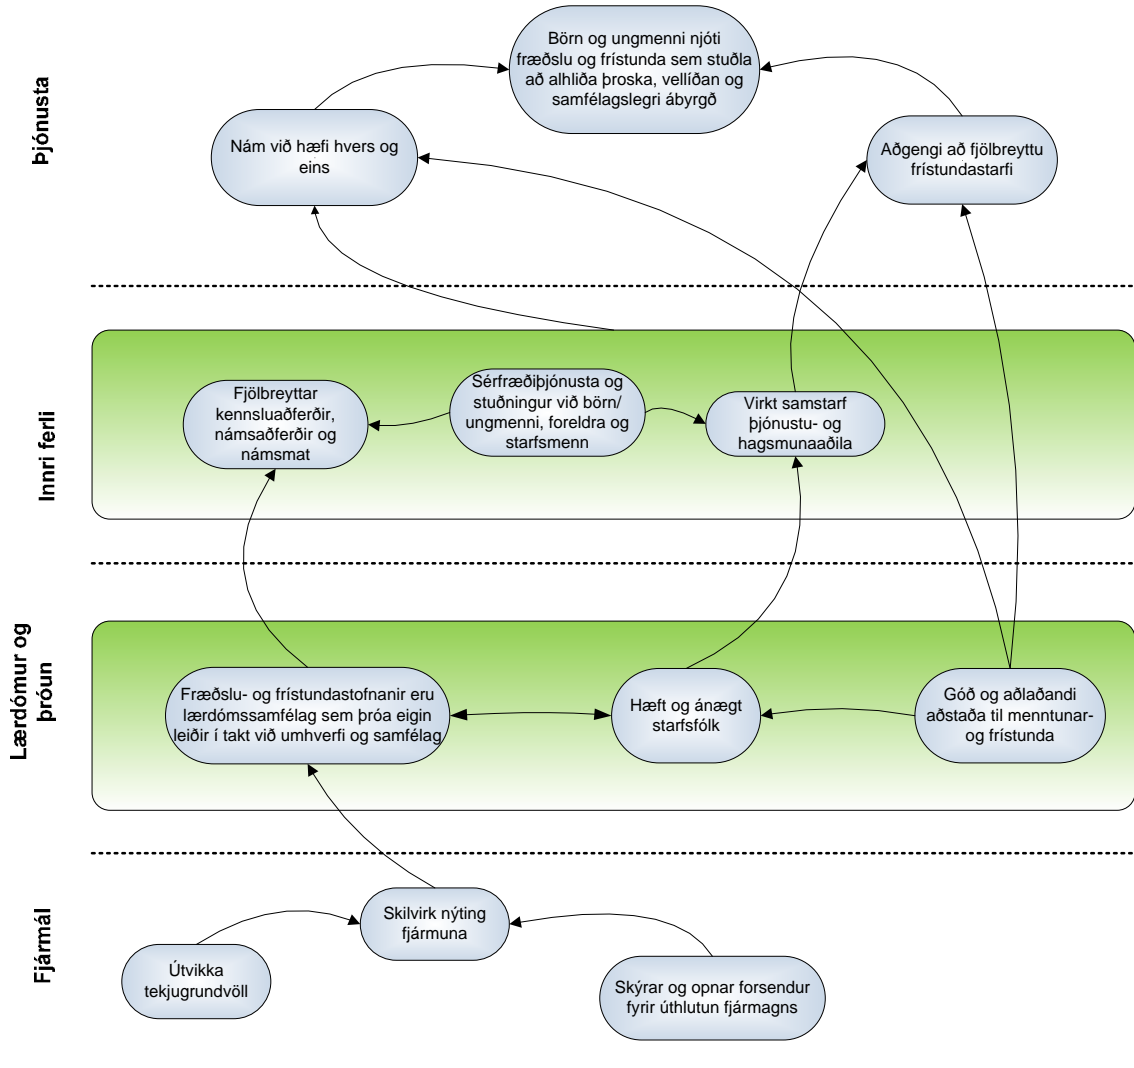 Þjónusta
Börn og ungmenni njóti
fræðslu og frístunda sem stuðla
að alhliða þroska, vellíðan og
samfélagslegri ábyrgð
Nám við hæfi hvers og
eins
Aðgengi að fjölbreyttu
frístundastarfi
Innri ferli
Fjölbreyttar
kennsluaðferðir,
námsaðferðir og
námsmat
Sérfræðiþjónusta og
stuðningur við börn/
ungmenni, foreldra og
starfsmenn
Virkt samstarf
þjónustu- og
hagsmunaaðila
Lærdómur og
þróun
Fræðslu- og frístundastofnanir eru
lærdómssamfélag sem þróa eigin
leiðir í takt við umhverfi og samfélag
Hæft og ánægt
starfsfólk
Góð og aðlaðandi
aðstaða til menntunar-
og frístunda
Fjármál
Skilvirk nýting
fjármuna
Útvikka
tekjugrundvöll
Skýrar og opnar forsendur
fyrir úthlutun fjármagns